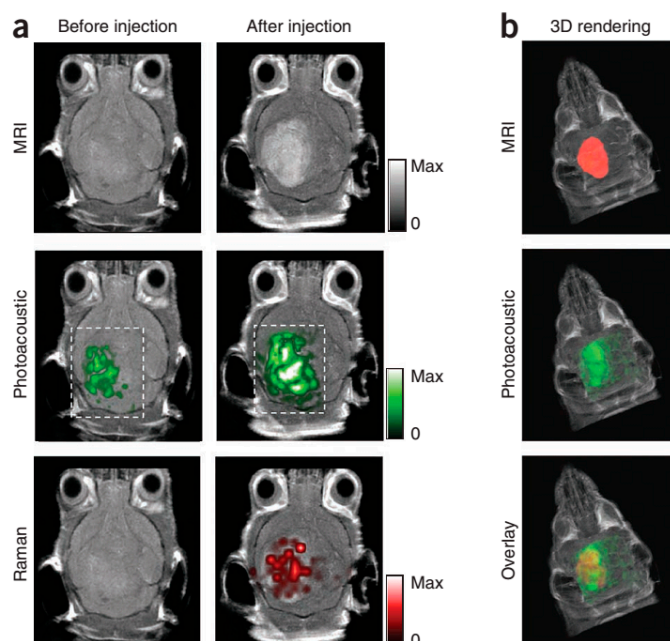 a Before injection After injection b 3D rendering
MRI
Max
0
MRI
Photoacoustic
Max
0
Photoacoustic
Raman
Max
0
Overlay